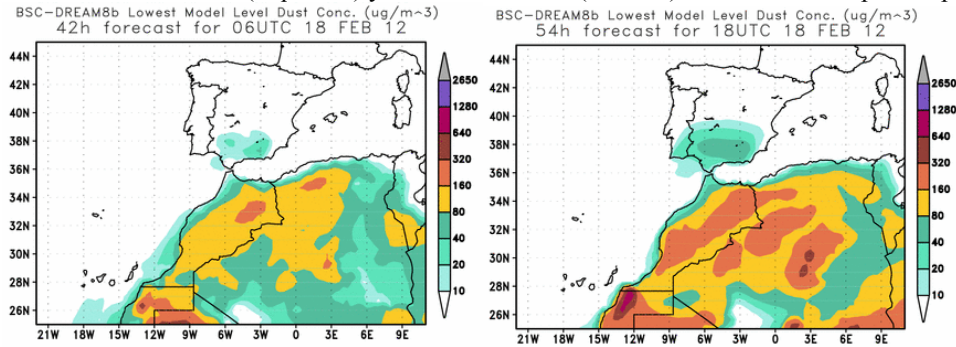 BSC-DREAM8b Lowest Model Level Dust Conc. (ug/m^3)
42h forecast for 06UTC 18 FEB 12
44N
42N
40N
38N
36N
34N
32N
30N
28N
26N
21W 18W 15W 12W 9W 6W 3W 0 3E 6E 9E
2650
1280
640
320
160
80
40
20
10
BSC-DREAM8b Lowest Model Level Dust Conc. (ug/m^3)
54h forecast for 18UTC 18 FEB 12
44N
42N
40N
38N
36N
34N
32N
30N
28N
26N
21W 18W 15W 12W 9W 6W 3W 0 3E 6E 9E
2650
1280
640
320
160
80
40
20
10